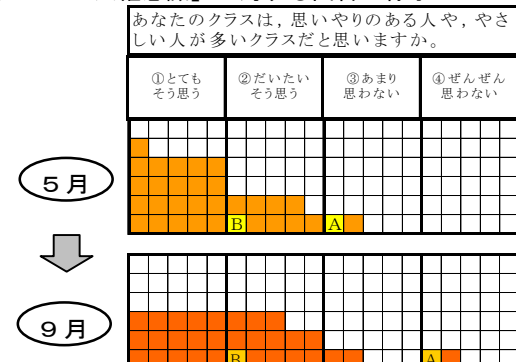 あなたのクラスは，思いやりのある人や，やさ
しい人が多いクラスだと思いますか。
①とても
そう思う
②だいたい
そう思う
③あまり
思わない
④ぜんぜん
思わない
5月
B
A
9月
B
A